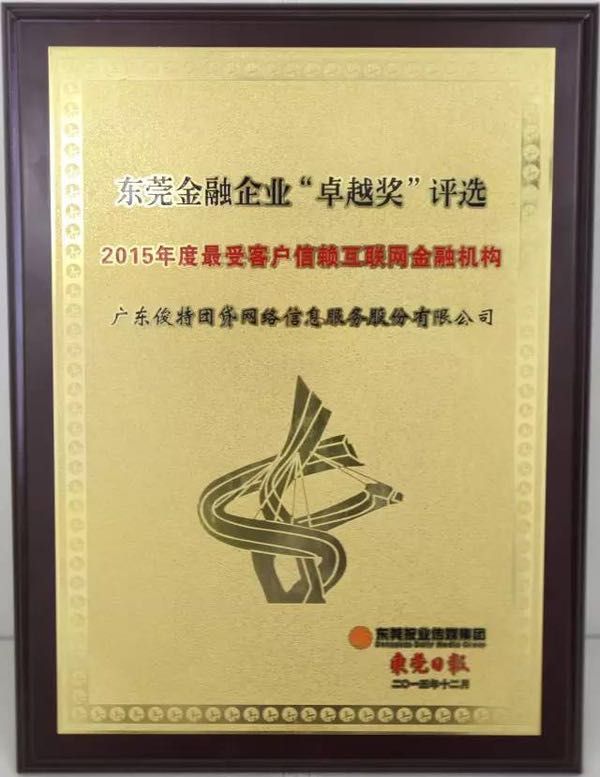 东莞金融企业“卓越奖”评选
2015年度最受客户信赖互联网金融机构
广东俊特团贷网络信息服务股份有限公司
东莞报业传媒集团
Dongguan Daily Media Group
東莞日報
二〇一五年十二月